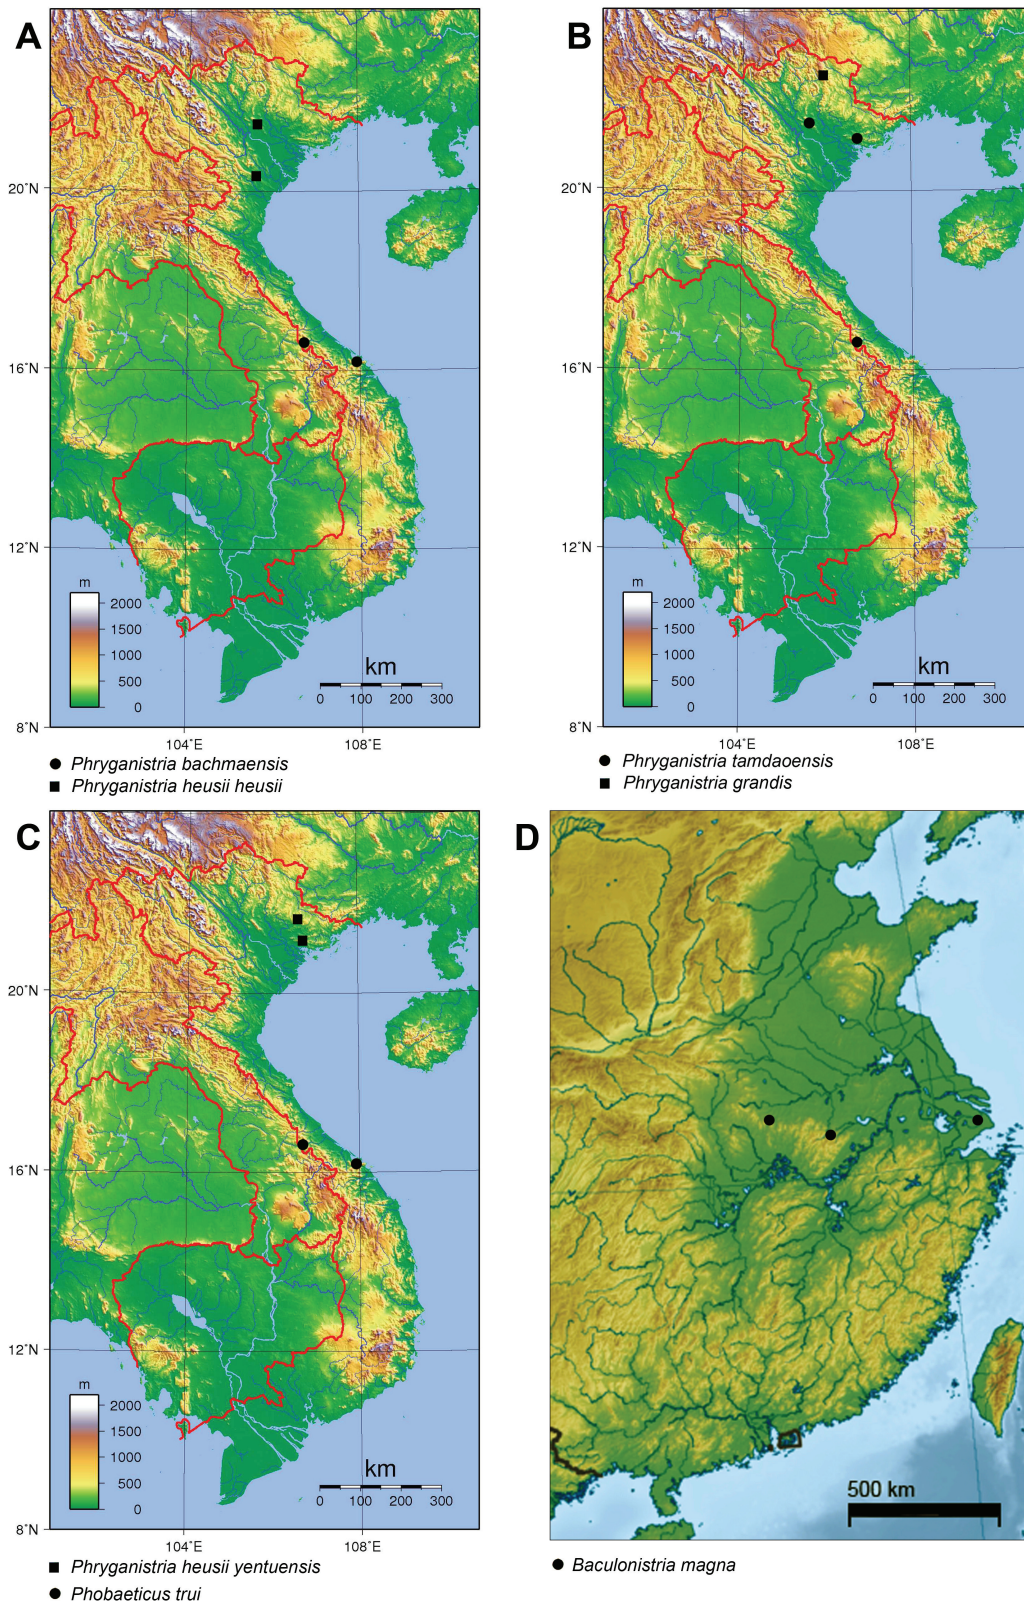 A
20°N
16°N
12°N
8°N
104°E
108°E
m
2000
1500
1000
500
0
km
0 100 200 300
Phryganistria bachmaensis
Phryganistria heusii heusii
B
20°N
16°N
12°N
8°N
104°E
108°E
m
2000
1500
1000
500
0
km
0 100 200 300
Phryganistria tamdaoensis
Phryganistria grandis
C
20°N
16°N
12°N
8°N
104°E
108°E
m
2000
1500
1000
500
0
km
0 100 200 300
Phryganistria heusii yentuensis
Phobaeticus trui
D
500 km
Baculonistria magna